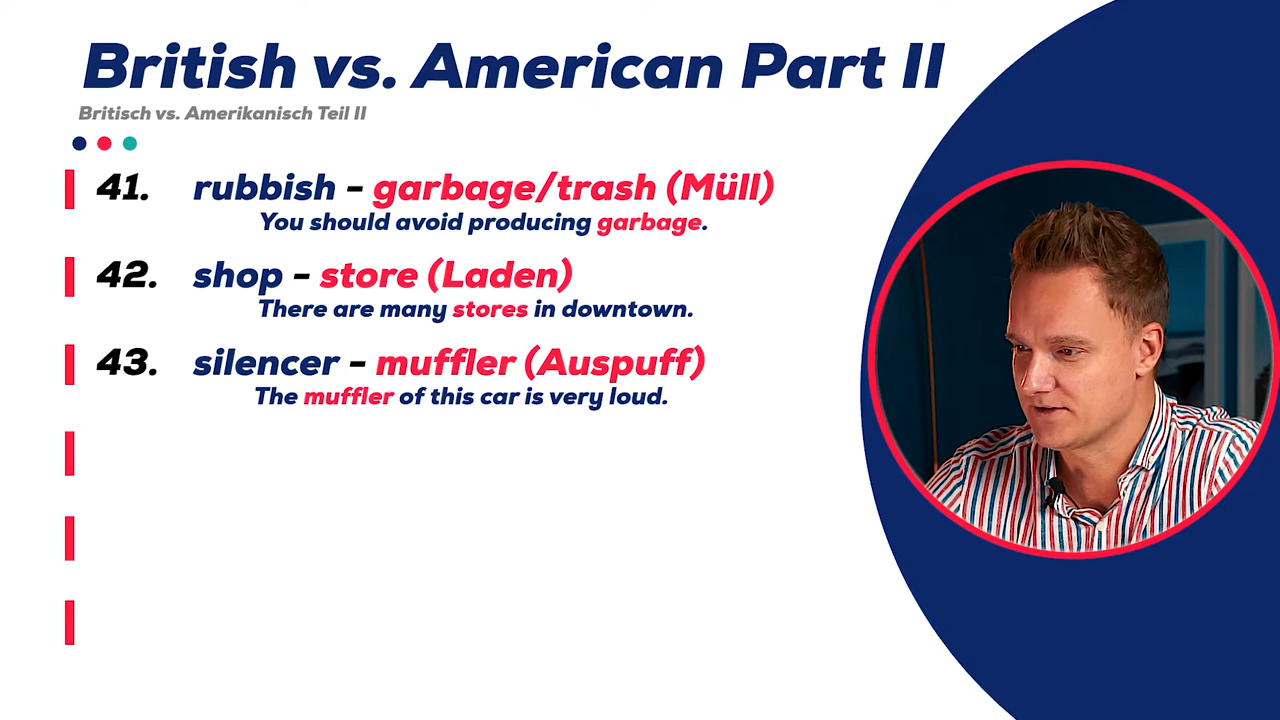 British vs. American Part II
Britisch vs. Amerikanisch Teil II
41. rubbish - garbage/trash (Müll)
You should avoid producing garbage.
42. shop - store (Laden)
There are many stores in downtown.
43. silencer - muffler (Auspuff)
The muffler of this car is very loud.